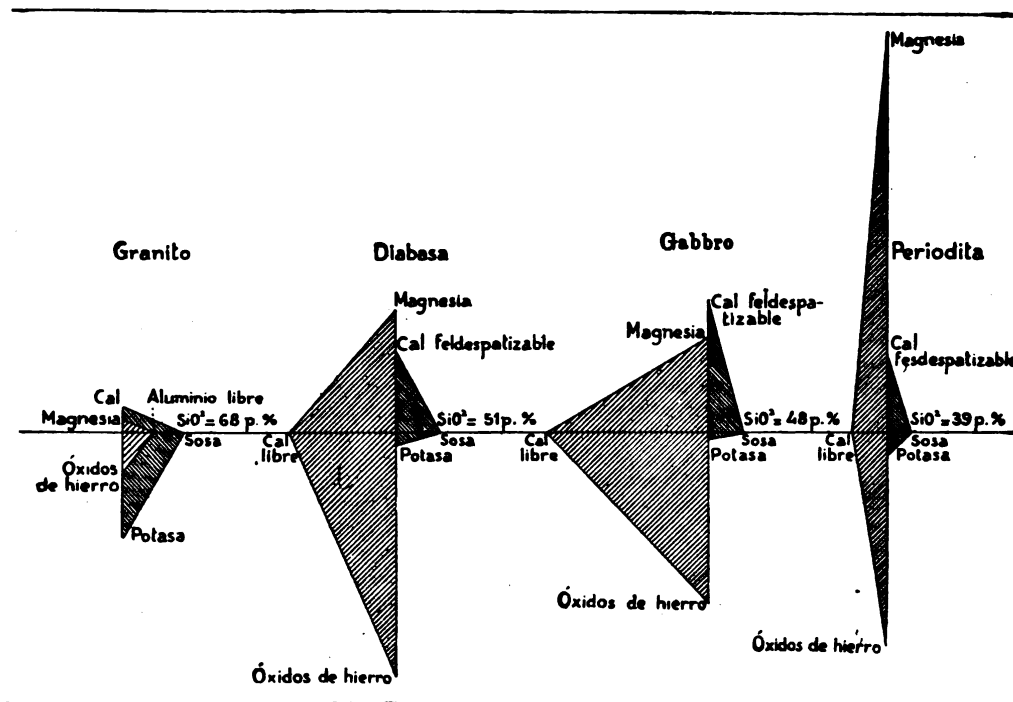 Granito
Cal
Magnesia
Aluminio libre
SiO²= 68 p. %
Sosa
Óxidos
de hierro
Potasa
Diabasa
Magnesia
Cal feldespatizable
SiO²= 51 p. %
Cal
libre
Sosa
Potasa
Óxidos de hierro
Gabbro
Cal feldespa-
tizable
Magnesia
SiO²= 48 p. %
Cal
libre
Sosa
Potasa
Óxidos de hierro
Periodita
Magnesia
Cal
fesdespatizable
SiO²= 39 p. %
Cal
libre
Sosa
Potasa
Óxidos de hierro